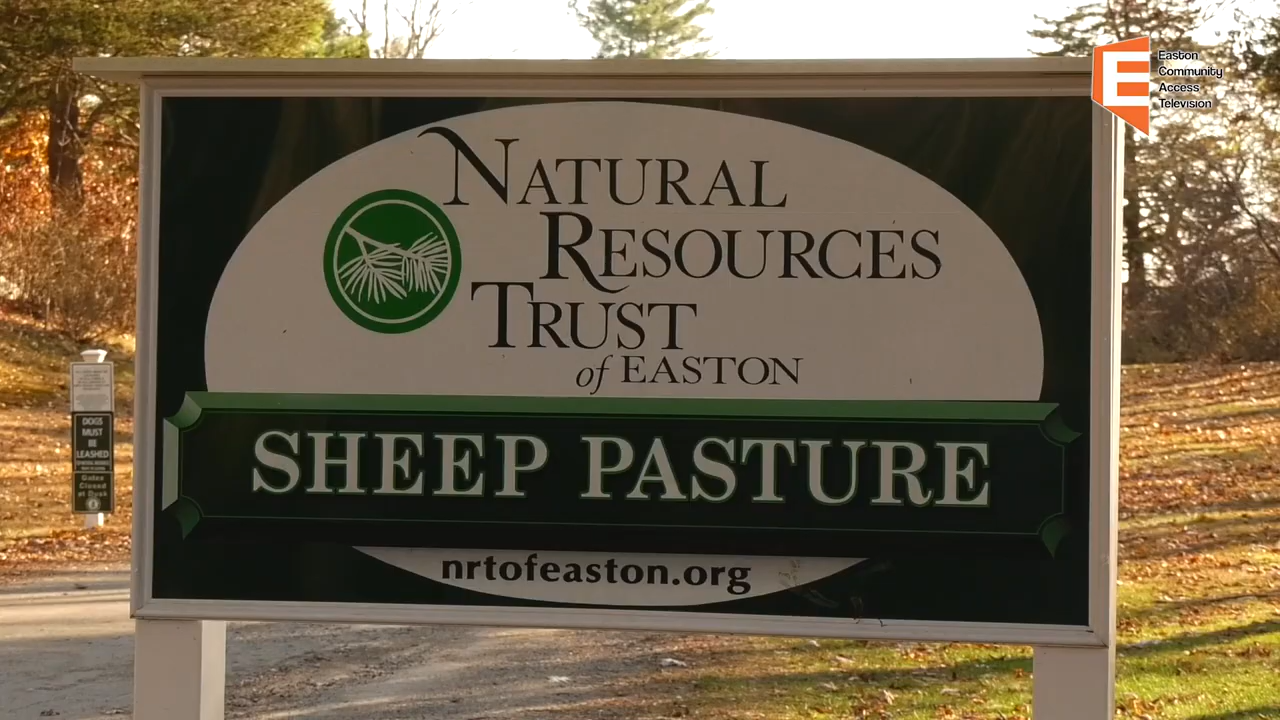 Easton
Community
Access
Television
NATURAL
RESOURCES
TRUST
of EASTON
SHEEP PASTURE
nrtofeaston.org
DOGS
MUST
BE
LEASHED
Gates
Closed
at Dusk